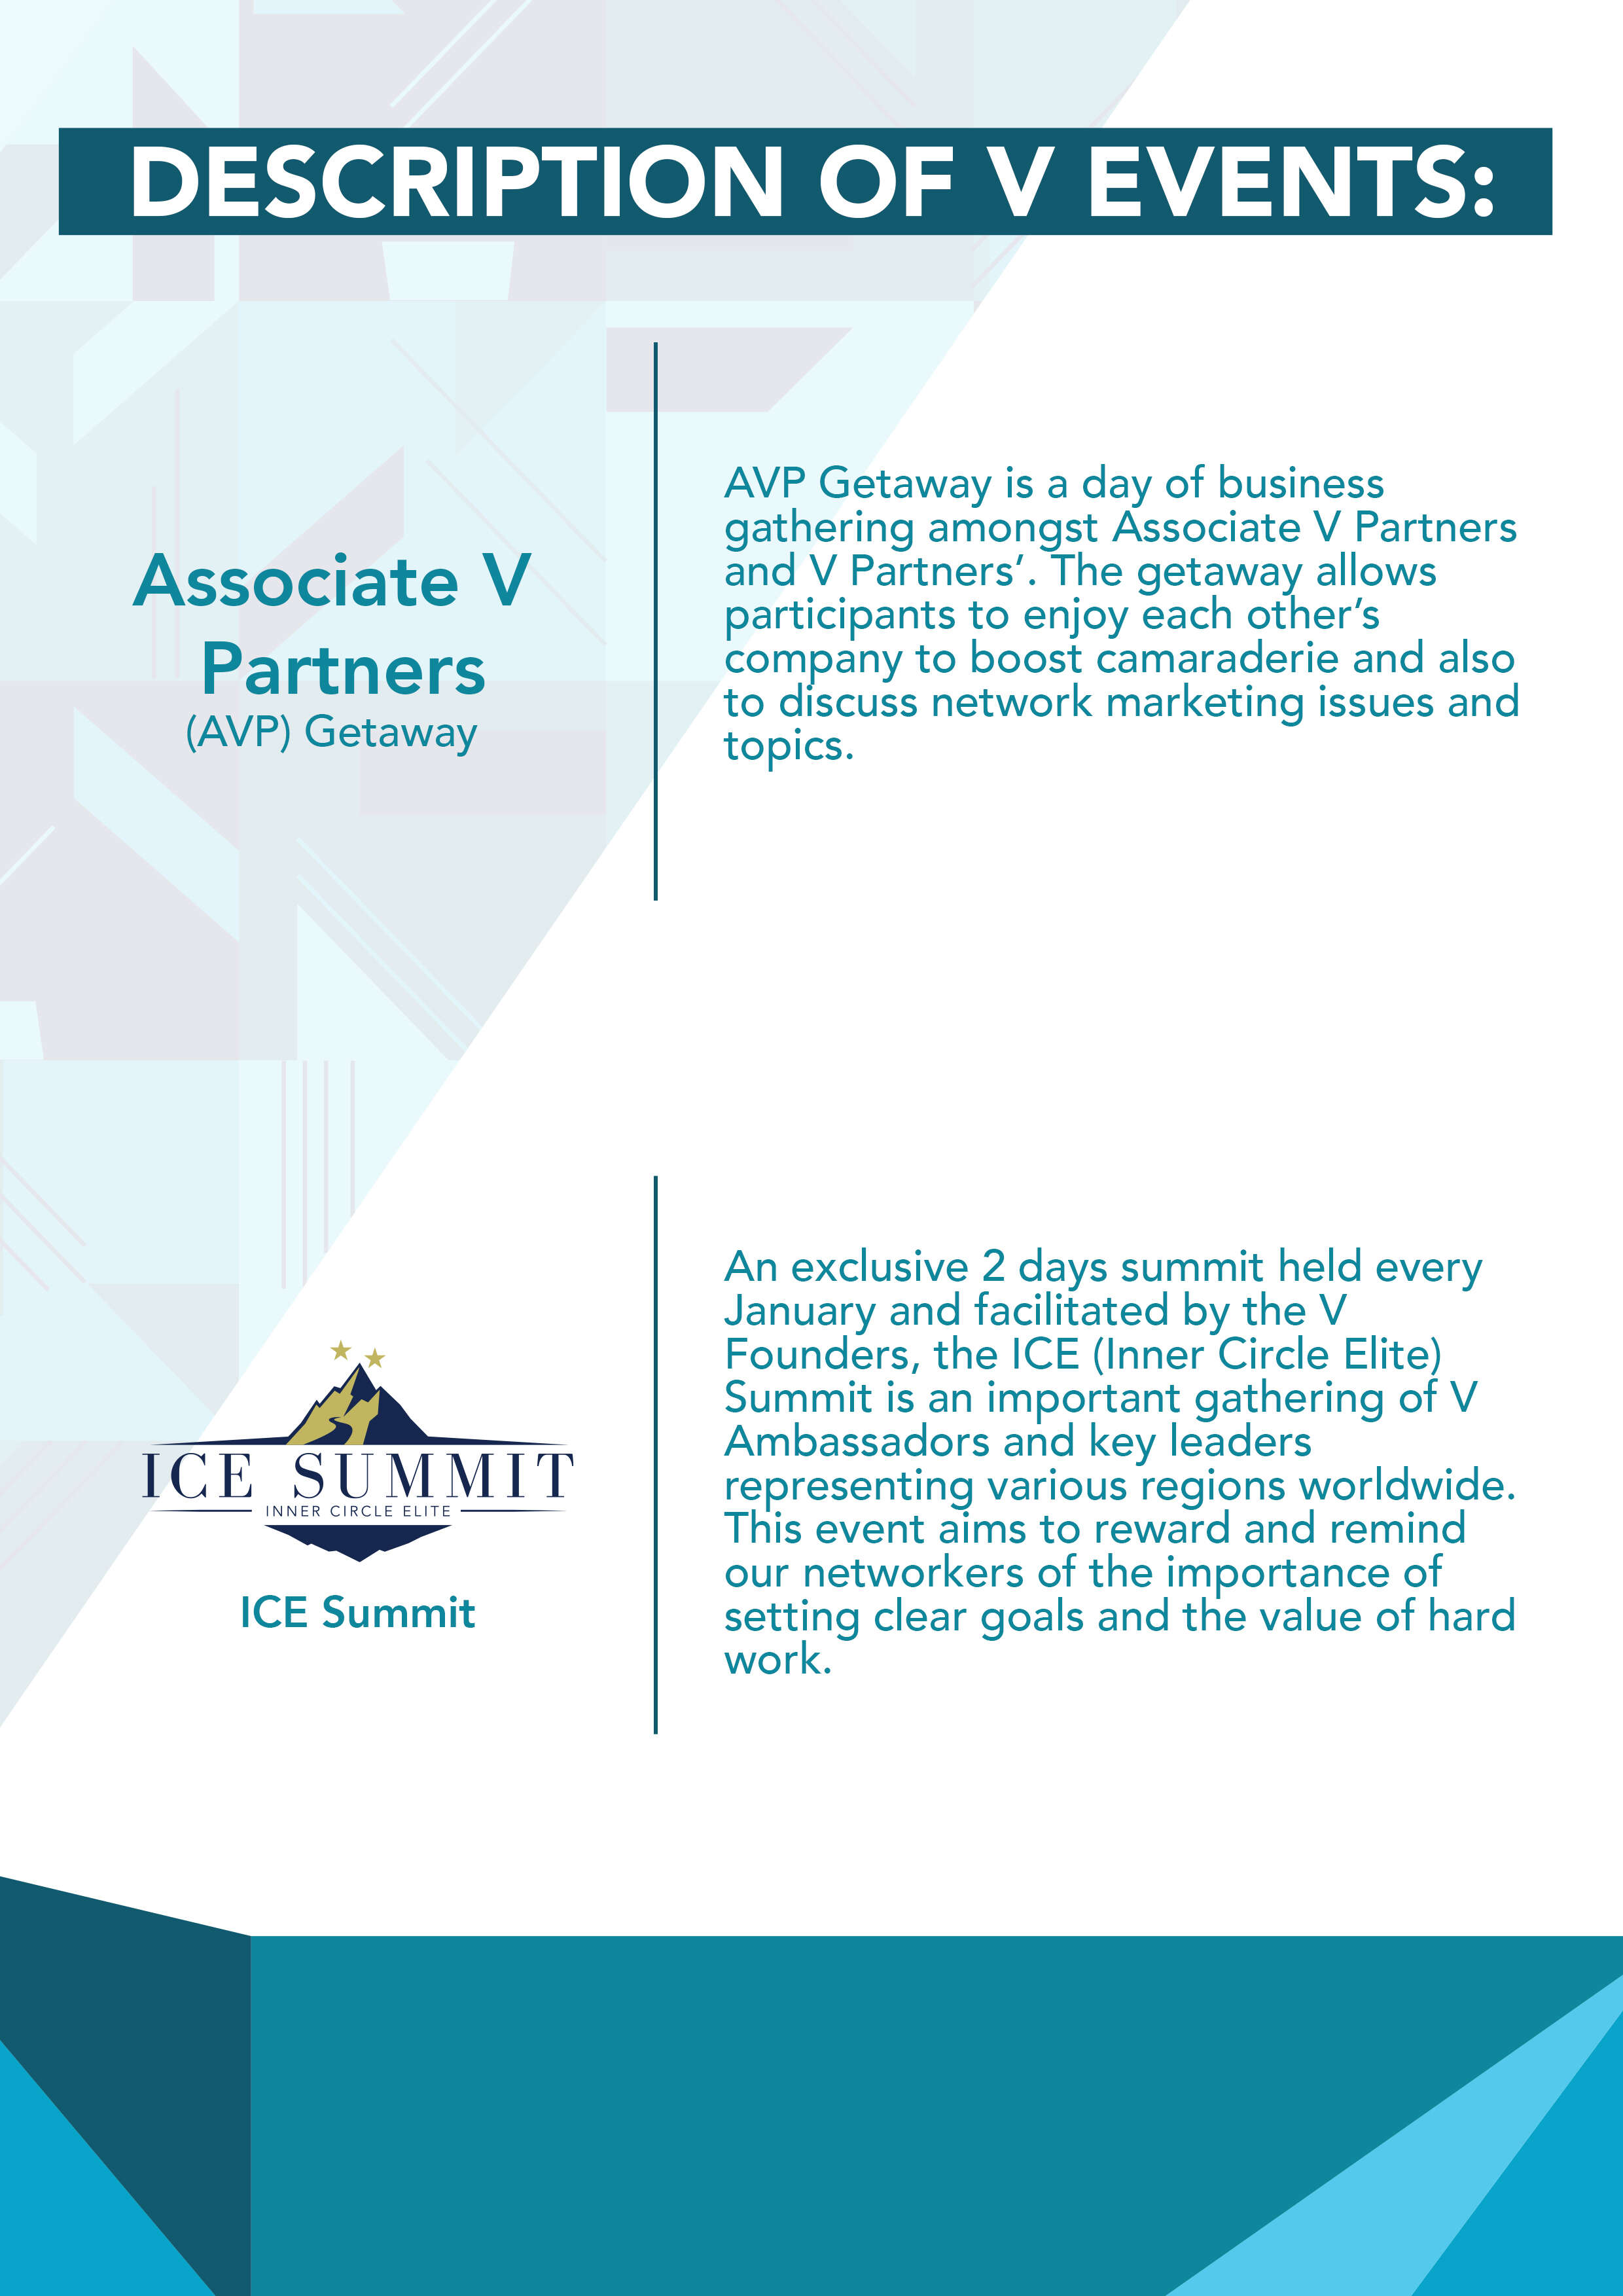 DESCRIPTION OF V EVENTS:
Associate V
Partners
(AVP) Getaway
AVP Getaway is a day of business
gathering amongst Associate V Partners
and V Partners’. The getaway allows
participants to enjoy each other’s
company to boost camaraderie and also
to discuss network marketing issues and
topics.
ICE SUMMIT
INNER CIRCLE ELITE
ICE Summit
An exclusive 2 days summit held every
January and facilitated by the V
Founders, the ICE (Inner Circle Elite)
Summit is an important gathering of V
Ambassadors and key leaders
representing various regions worldwide.
This event aims to reward and remind
our networkers of the importance of
setting clear goals and the value of hard
work.